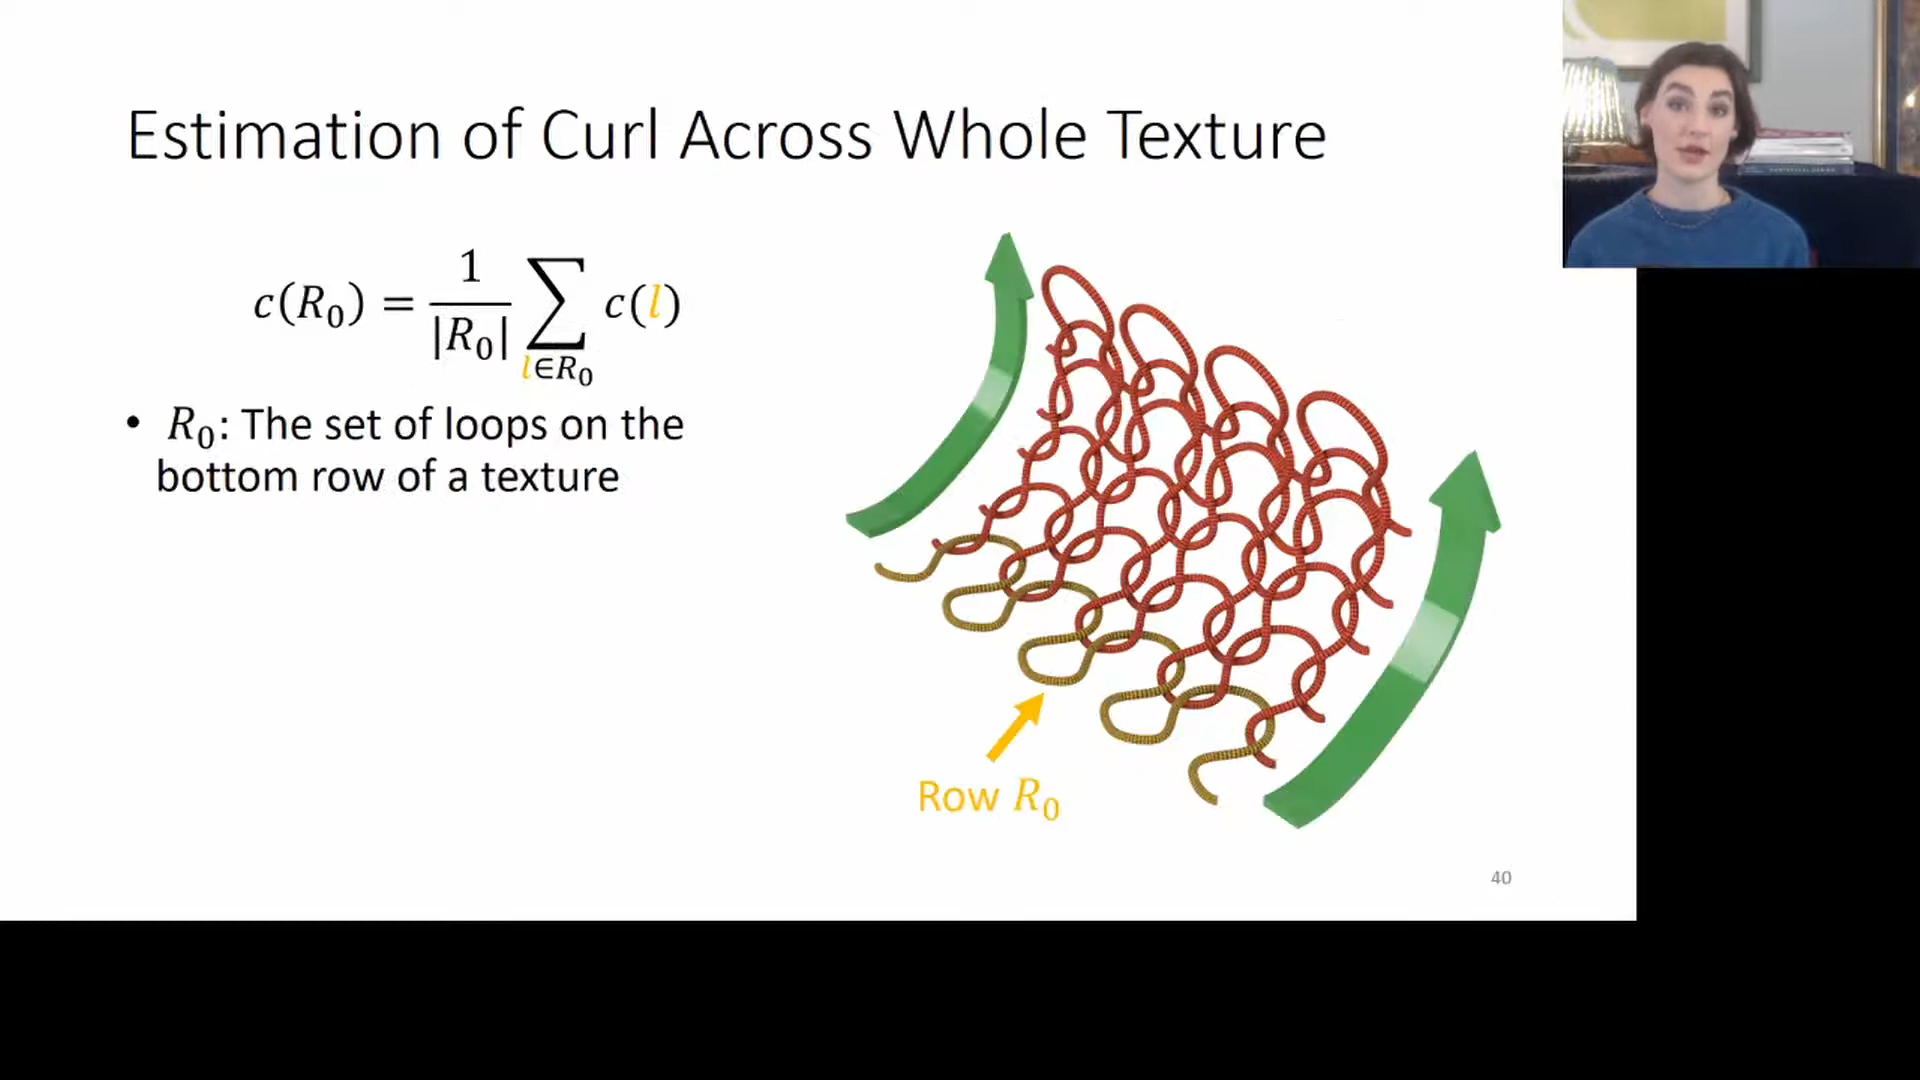 Estimation of Curl Across Whole Texture
c(R₀) = 1/|R₀| ∑_{l∈R₀} c(l)
• R₀: The set of loops on the
bottom row of a texture
Row R₀
40